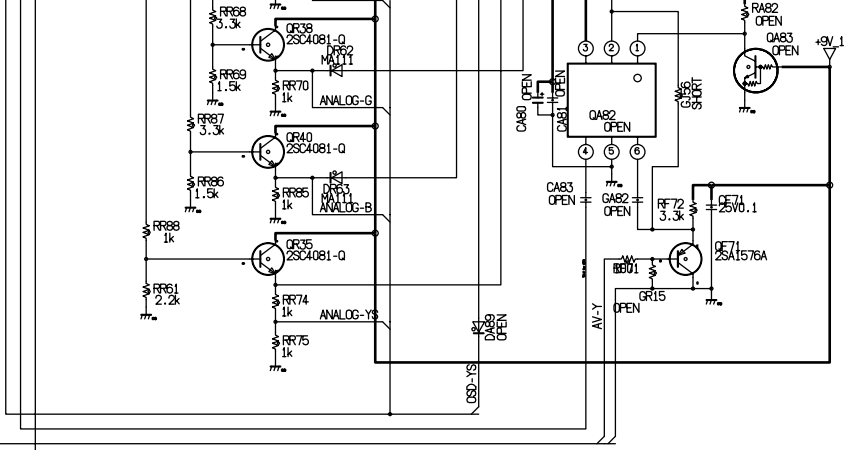 RR68
3.3k
QR38
2SC4081-Q
DR62
MA111
RR69
1.5k
RR70
1k
ANALOG-G
RR87
3.3k
QR40
2SC4081-Q
RR86
1.5k
DR63
MA111
RR85
1k
ANALOG-B
RR88
1k
QR35
2SC4081-Q
RR61
2.2k
RR74
1k
ANALOG-YS
RR75
1k
OSD-YS
DA89
OPEN
3
2
1
CA80
OPEN
CA81
OPEN
QA82
OPEN
GJ56
SHORT
RA82
OPEN
QA83
OPEN
+9V_1
4
5
6
CA83
OPEN
GA82
OPEN
RF72
3.3k
25V0.1
QF71
2SA1576A
GR15
OPEN
AV-Y